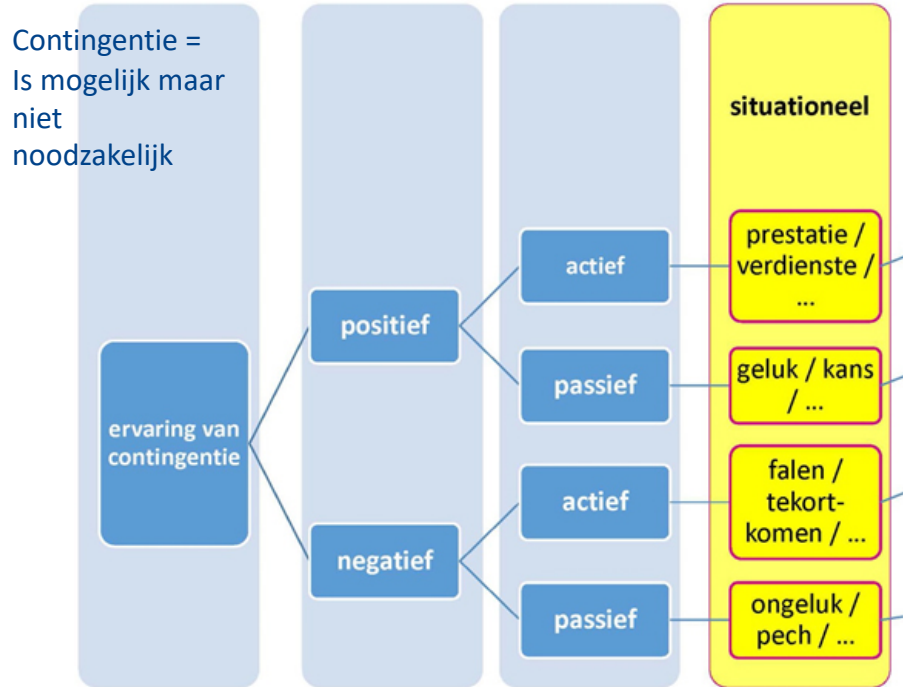 Contingentie =
Is mogelijk maar
niet
noodzakelijk
situationeel
ervaring van
contingentie
positief
negatief
actief
passief
actief
passief
prestatie /
verdienste /
...
geluk / kans
/ ...
falen /
tekort-
komen / ...
ongeluk /
pech / ...